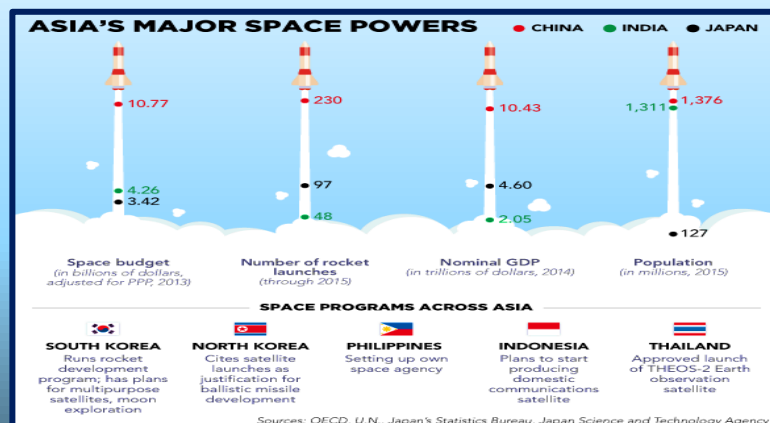 ASIA'S MAJOR SPACE POWERS
CHINA INDIA JAPAN
10.77
4.26
3.42
Space budget
(in billions of dollars,
adjusted for PPP, 2013)
230
97
48
Number of rocket
launches
(through 2015)
10.43
4.60
2.05
Nominal GDP
(in trillions of dollars, 2014)
1,376
1,311
127
Population
(in millions, 2015)
SPACE PROGRAMS ACROSS ASIA
SOUTH KOREA
Runs rocket
development
program; has plans
for multipurpose
satellites, moon
exploration
NORTH KOREA
Cites satellite
launches as
justification for
ballistic missile
development
PHILIPPINES
Setting up own
space agency
INDONESIA
Plans to start
producing
domestic
communications
satellite
THAILAND
Approved launch
of THEOS-2 Earth
observation
satellite
Sources: OECD, U.N., Japan's Statistics Bureau, Japan Science and Technology Agency